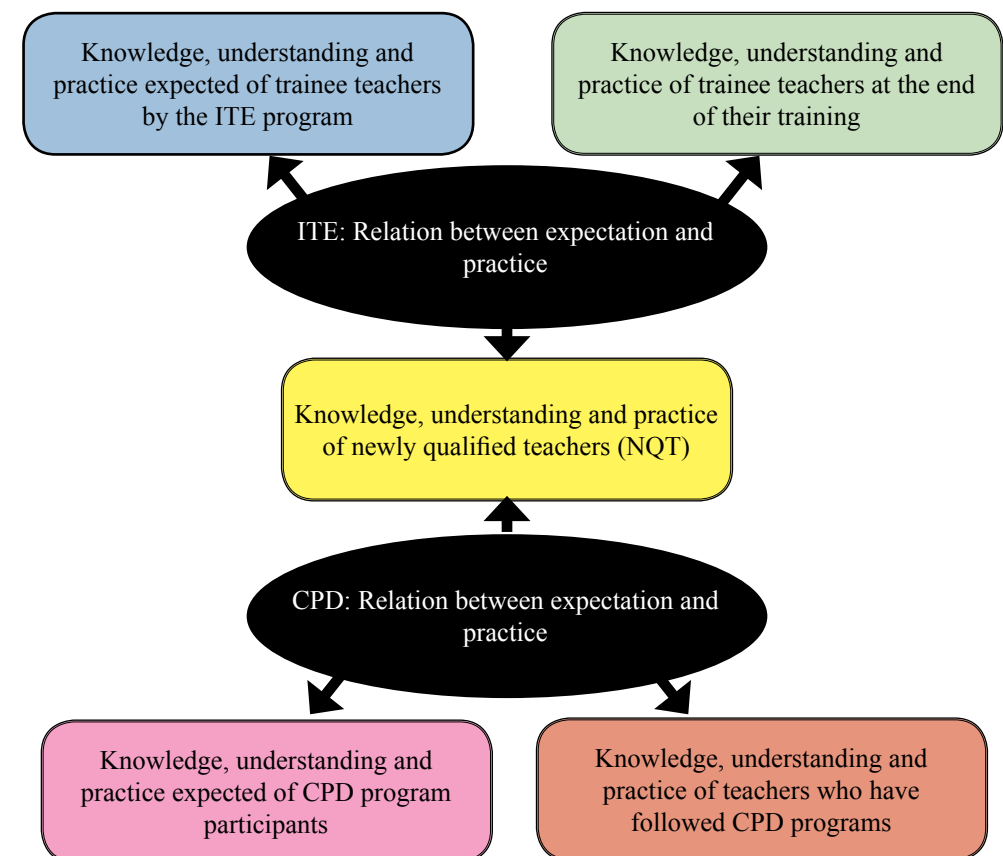 Knowledge, understanding and
practice expected of trainee teachers
by the ITE program
Knowledge, understanding and
practice of trainee teachers at the end
of their training
ITE: Relation between expectation and
practice
Knowledge, understanding and practice
of newly qualified teachers (NQT)
CPD: Relation between expectation and
practice
Knowledge, understanding and
practice expected of CPD program
participants
Knowledge, understanding and
practice of teachers who have
followed CPD programs